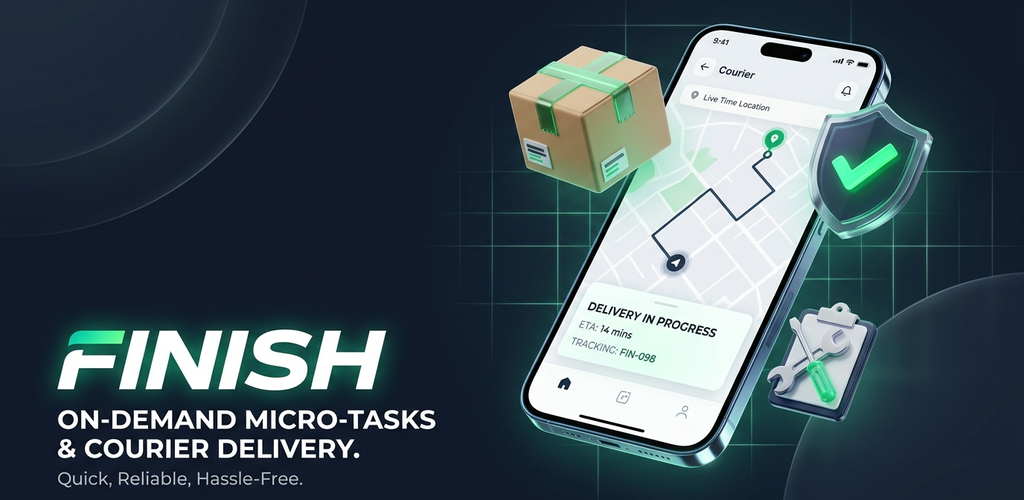 FINISH
ON-DEMAND MICRO-TASKS
& COURIER DELIVERY.
Quick, Reliable, Hassle-Free.
9:41
Courier
Live Time Location
DELIVERY IN PROGRESS
ETA: 14 mins
TRACKING: FIN-098